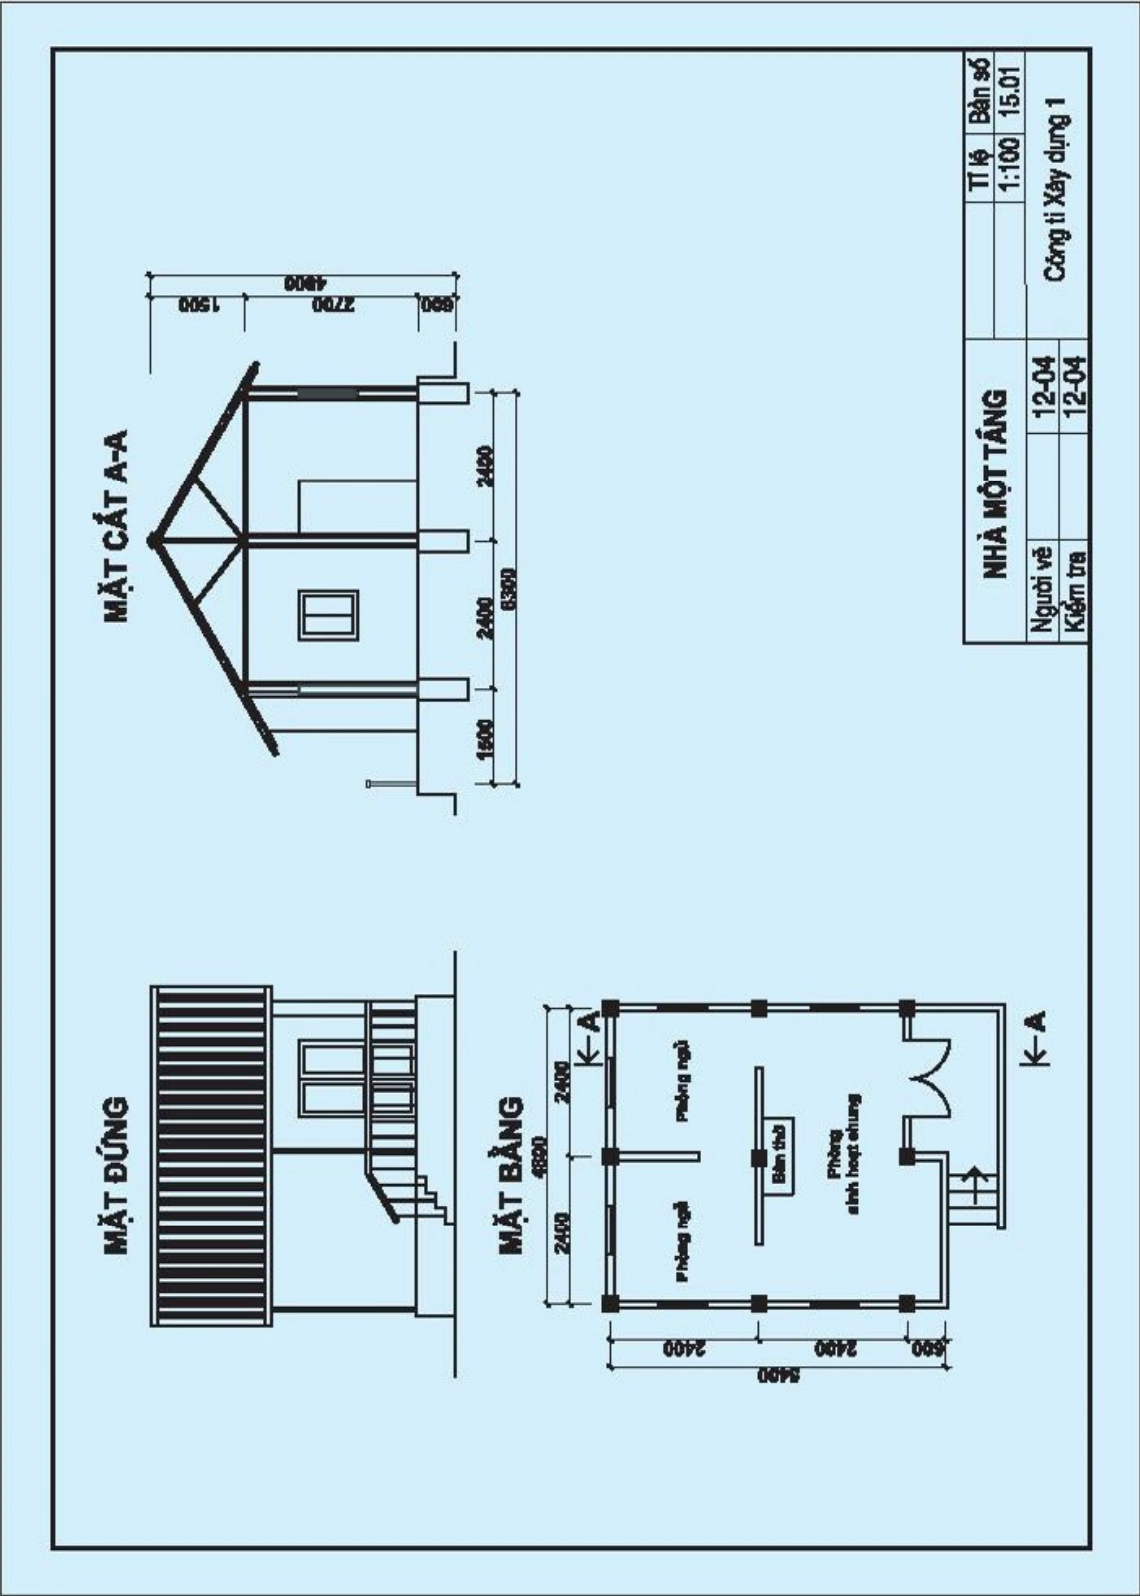 MẶT ĐỨNG
MẶT CẮT A-A
1500
2700
600
4800
1500
2400
2400
6300
MẶT BẰNG
4800
2400
2400
A
A
Phòng ngủ
Phòng ngủ
Bàn thờ
Phòng
sinh hoạt chung
2400
2400
600
5400
NHÀ MỘT TẦNG
Tỉ lệ
Bản số
1:100
15.01
Người vẽ
12-04
Kiểm tra
12-04
Công ti Xây dựng 1